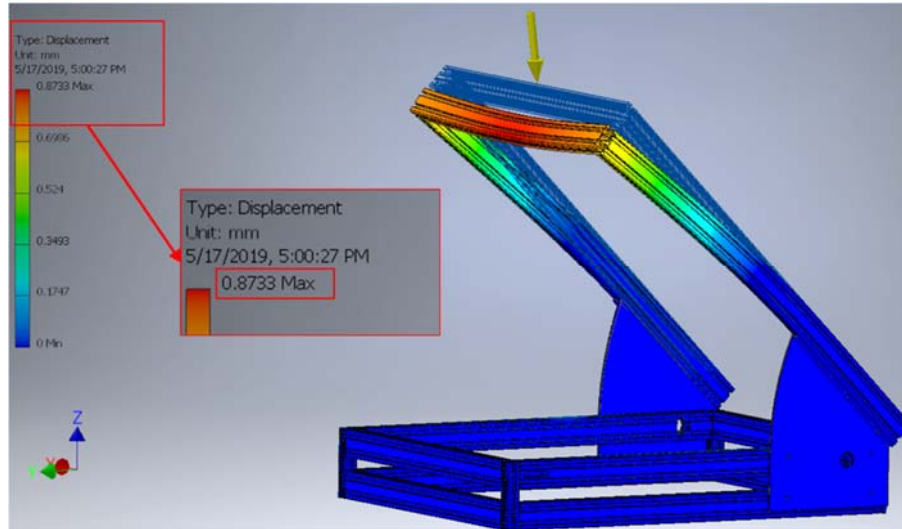 Type: Displacement
Unit: mm
5/17/2019, 5:00:27 PM
0.8733 Max
0.6986
0.524
0.3493
0.1747
0 Min
Type: Displacement
Unit: mm
5/17/2019, 5:00:27 PM
0.8733 Max
Z
Y
X